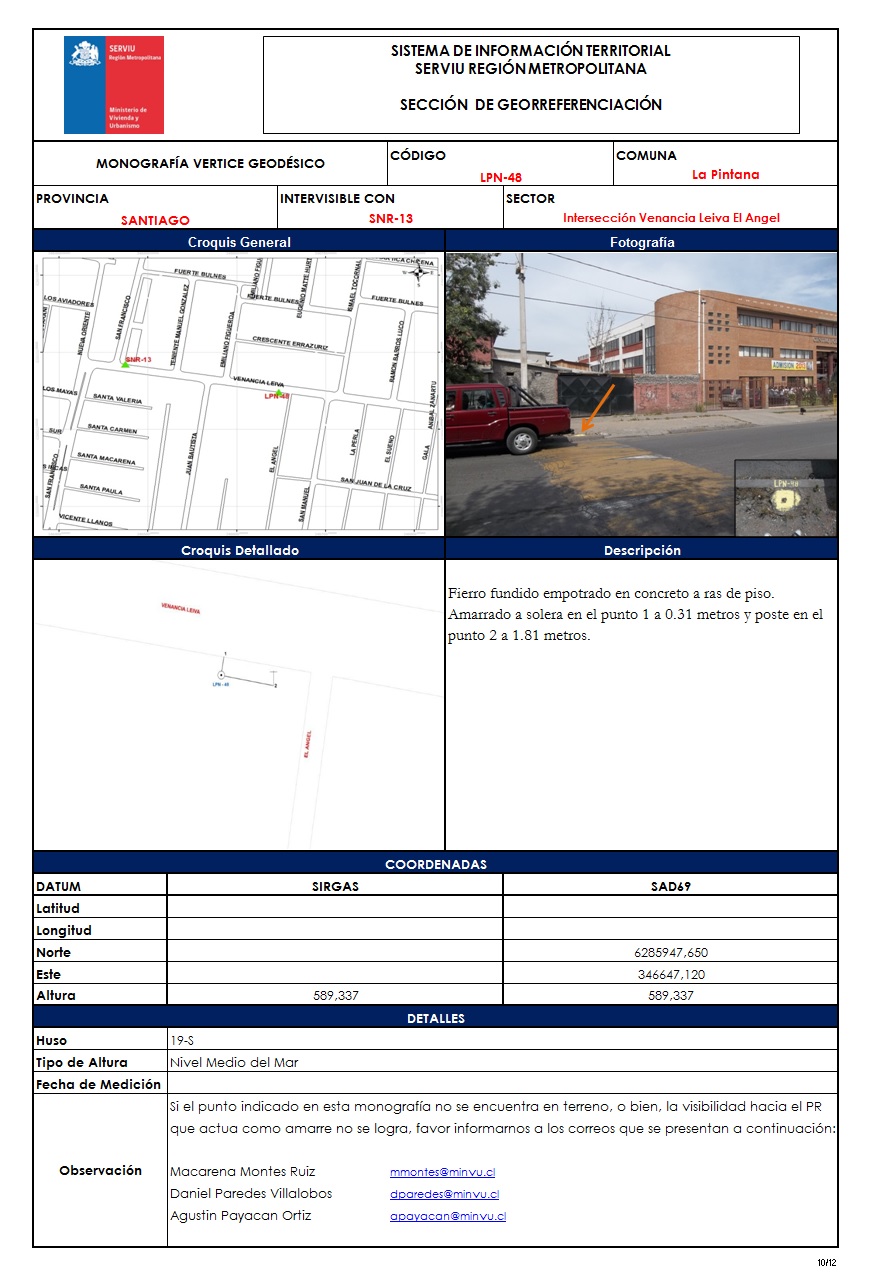 SERVIU
Región Metropolitana
Ministerio de
Vivienda y
Urbanismo
SISTEMA DE INFORMACIÓN TERRITORIAL
SERVIU REGIÓN METROPOLITANA
SECCIÓN DE GEORREFERENCIACIÓN
MONOGRAFÍA VERTICE GEODÉSICO
CÓDIGO
LPN-48
COMUNA
La Pintana
PROVINCIA
SANTIAGO
INTERVISIBLE CON
SNR-13
SECTOR
Intersección Venancia Leiva El Angel
Croquis General
Fotografía
FUERTE BULNES
LOS AVIADORES
NUEVA ORIENTE
SAN FRANCISCO
TENIENTE MANUEL GONZALEZ
EMILIANO FIGUEROA
FUERTE BULNES
EUGENIO MATTE HURT
ISMAEL TOCORNAL
FUERTE BULNES
CRESCENTE ERRAZURIZ
RAMON BARROS LUCO
SNR-13
VENANCIA LEIVA
LPN-48
LOS MAYAS
SANTA VALERIA
SANTA CARMEN
SUR
SANTA MACARENA
SANTA PAULA
SAN FRANCISCO
VICENTE LLANOS
JUAN BAUTISTA
EL ANGEL
SAN MANUEL
LA PERLA
EL SUENO
GALA
ANIBAL ZANARTU
SAN JUAN DE LA CRUZ
LPN-48
Croquis Detallado
Descripción
VENANCIA LEIVA
1
2
LPN - 48
EL ANGEL
Fierro fundido empotrado en concreto a ras de piso.
Amarrado a solera en el punto 1 a 0.31 metros y poste en el
punto 2 a 1.81 metros.
COORDENADAS
DATUM SIRGAS SAD69
Latitud
Longitud
Norte 6285947,650
Este 346647,120
Altura 589,337 589,337
DETALLES
Huso 19-S
Tipo de Altura Nivel Medio del Mar
Fecha de Medición
Observación
Si el punto indicado en esta monografía no se encuentra en terreno, o bien, la visibilidad hacia el PR
que actua como amarre no se logra, favor informarnos a los correos que se presentan a continuación:
Macarena Montes Ruiz mmontes@minvu.cl
Daniel Paredes Villalobos dparedes@minvu.cl
Agustin Payacan Ortiz apayacan@minvu.cl
10/12